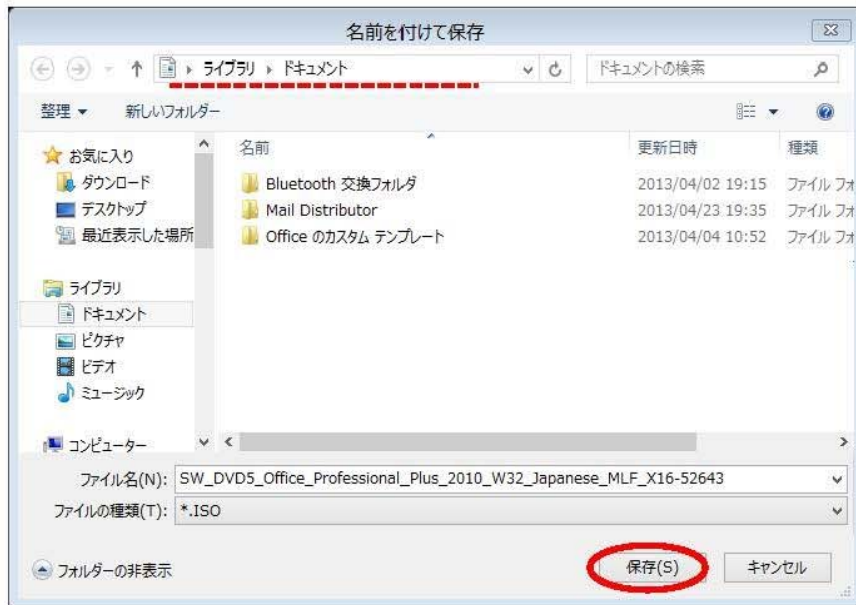 名前を付けて保存
ライブラリ ドキュメント ドキュメントの検索
整理 新しいフォルダー
名前 更新日時 種類
お気に入り
ダウンロード
デスクトップ
最近表示した場所
ライブラリ
ドキュメント
ピクチャ
ビデオ
ミュージック
コンピューター
Bluetooth 交換フォルダ 2013/04/02 19:15 ファイル フォ
Mail Distributor 2013/04/23 19:35 ファイル フォ
Office のカスタム テンプレート 2013/04/04 10:52 ファイル フォ
ファイル名(N): SW_DVD5_Office_Professional_Plus_2010_W32_Japanese_MLF_X16-52643
ファイルの種類(T): *.ISO
フォルダーの非表示 保存(S) キャンセル